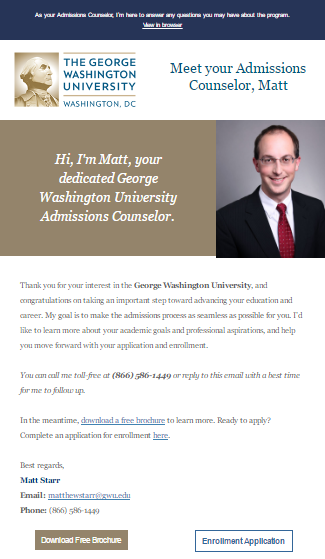 As your Admissions Counselor, I'm here to answer any questions you may have about the program.
View in browser
THE GEORGE
WASHINGTON
UNIVERSITY
WASHINGTON, DC
Meet your Admissions
Counselor, Matt
Hi, I'm Matt, your
dedicated George
Washington University
Admissions Counselor.
Thank you for your interest in the George Washington University, and
congratulations on taking an important step toward advancing your education and
career. My goal is to make the admissions process as seamless as possible for you. I'd
like to learn more about your academic goals and professional aspirations, and help
you move forward with your application and enrollment.
You can call me toll-free at (866) 586-1449 or reply to this email with a best time
for me to follow up.
In the meantime, download a free brochure to learn more. Ready to apply?
Complete an application for enrollment here.
Best regards,
Matt Starr
Email: matthewstarr@gwu.edu
Phone: (866) 586-1449
Download Free Brochure
Enrollment Application